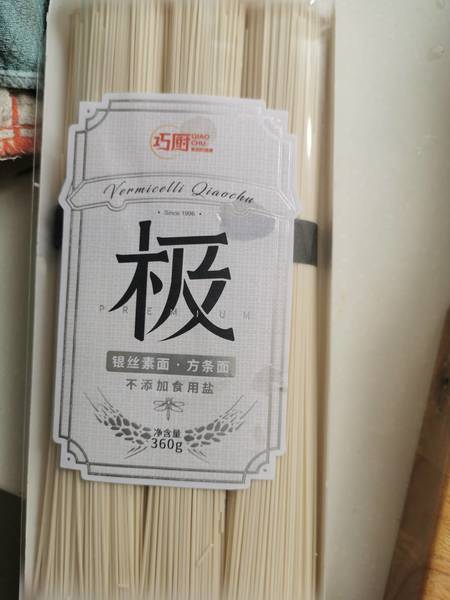 巧厨 QIAO CHU
Vermicelli Qiaochu
• Since 1996 •
极
PREMIUM
银丝素面·方条面
不添加食用盐
净含量
360g